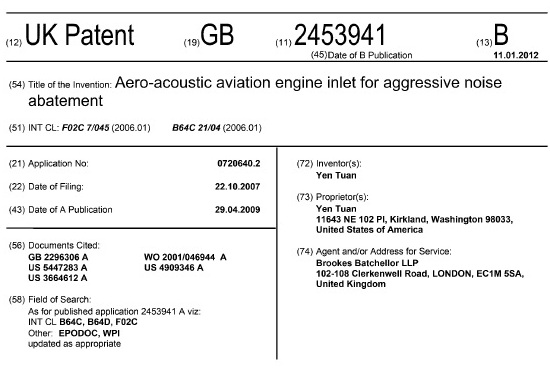 (12) UK Patent (19) GB (11) 2453941 (13) B
(45) Date of B Publication 11.01.2012
(54) Title of the Invention: Aero-acoustic aviation engine inlet for aggressive noise
abatement
(51) INT CL: F02C 7/045 (2006.01) B64C 21/04 (2006.01)
(21) Application No: 0720640.2
(22) Date of Filing: 22.10.2007
(43) Date of A Publication 29.04.2009
(56) Documents Cited:
GB 2296306 A WO 2001/046944 A
US 5447283 A US 4909346 A
US 3664612 A
(58) Field of Search:
As for published application 2453941 A viz:
INT CL B64C, B64D, F02C
Other: EPODOC, WPI
updated as appropriate
(72) Inventor(s):
Yen Tuan
(73) Proprietor(s):
Yen Tuan
11643 NE 102 Pl, Kirkland, Washington 98033,
United States of America
(74) Agent and/or Address for Service:
Brookes Batchellor LLP
102-108 Clerkenwell Road, LONDON, EC1M 5SA,
United Kingdom